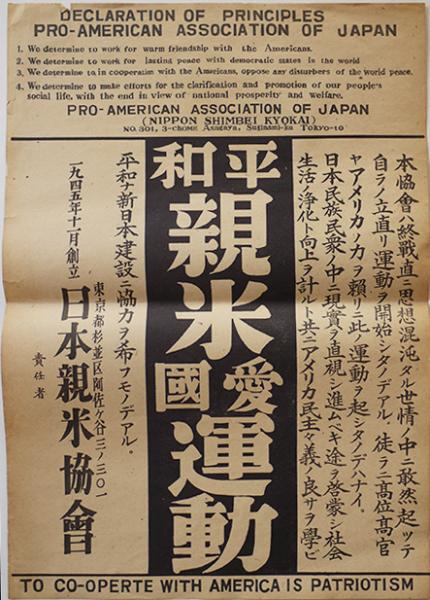 DECLARATION OF PRINCIPLES
PRO-AMERICAN ASSOCIATION OF JAPAN
1. We determine to work for warm friendship with the Americans.
2. We determine to work for lasting peace with democratic states in the world
3. We determine to in cooperation with the Americans, oppose any disturbers of the world peace.
4. We determine to make efforts for the clarification and promotion of our people's
social life, with the end in view of national prosperity and welfare.
PRO-AMERICAN ASSOCIATION OF JAPAN
(NIPPON SHIMBEI KYOKAI)
NO. 301, 3-chome Asagaya, Suginami-ku Tokyo-to
本協會ハ終戰直ニ思想混沌タル世情ノ中ニ敢然起ッテ
自ラノ立直リ運動ヲ開始シタノデアル、徒ラニ高位高官
ヤアメリカノ力ヲ賴リニ此ノ運動ヲ起シタノデハナイ。
日本民族民衆ノ中ニ現實ヲ直視シ進ムベキ途ヲ啓蒙シ社会
生活ノ浄化ト向上ヲ計ルト共ニアメリカ民主々義ノ良サヲ學ビ
平和
親米
愛國
運動
平和ナ新日本建設ニ協力ヲ希フモノデアル。
東京都杉並区阿佐ヶ谷三ノ三〇一
日本親米協會
一九四五年十一月創立
責任者
TO CO-OPERTE WITH AMERICA IS PATRIOTISM